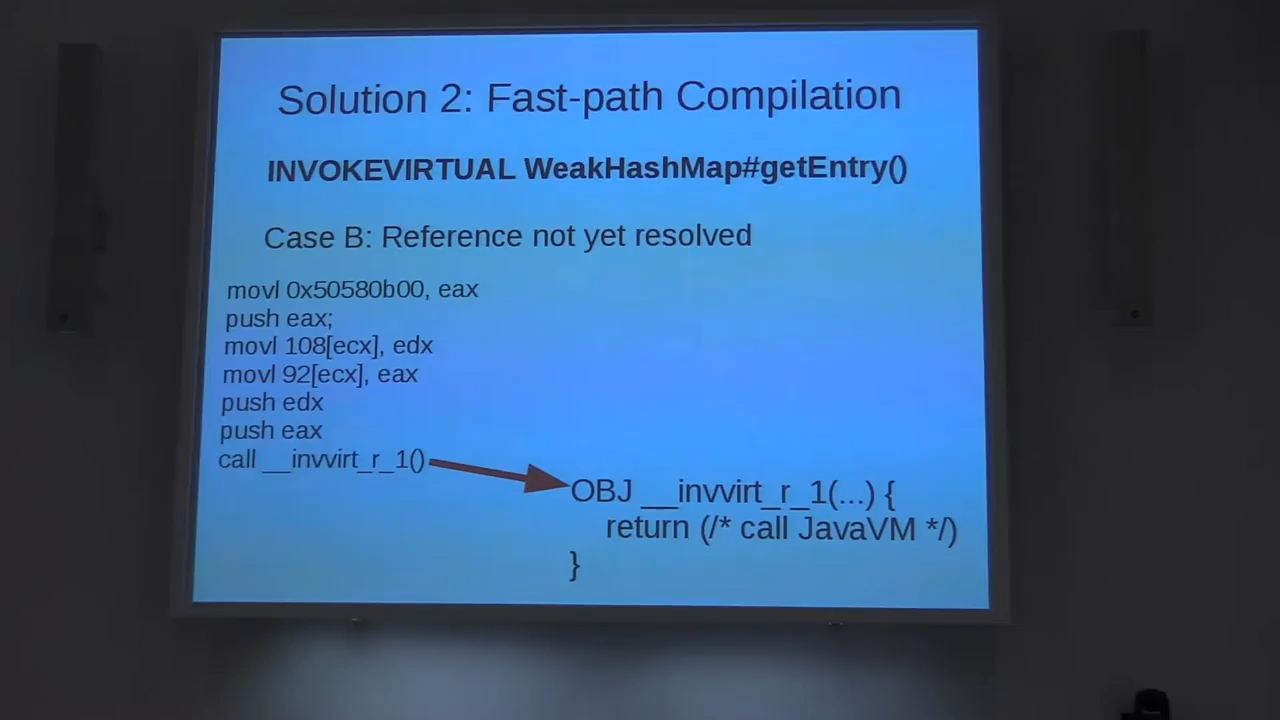 Solution 2: Fast-path Compilation
INVOKEVIRTUAL WeakHashMap#getEntry()
Case B: Reference not yet resolved
movl 0x50580b00, eax
push eax;
movl 108[ecx], edx
movl 92[ecx], eax
push edx
push eax
call __invvirt_r_1()
OBJ __invvirt_r_1(...) {
return (/* call JavaVM */)
}